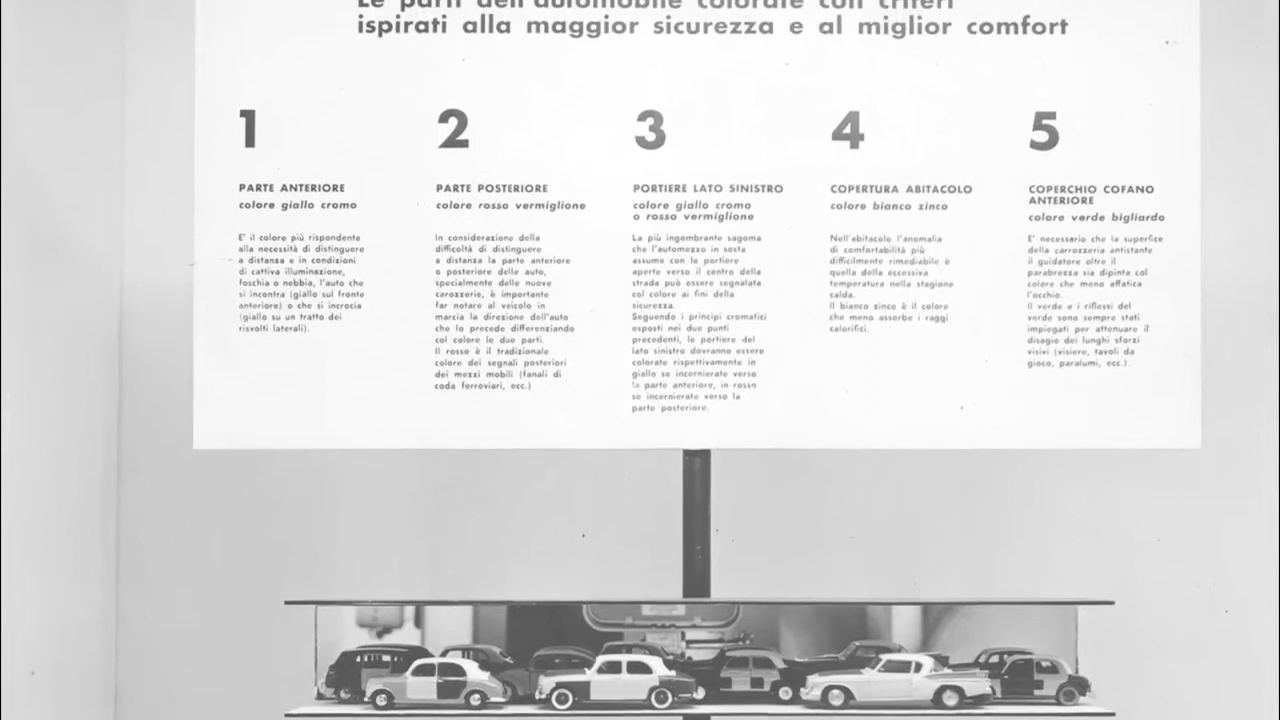 Le parti dell'automobile colorate con criteri
ispirati alla maggior sicurezza e al miglior comfort
1
PARTE ANTERIORE
colore giallo cromo
E' il colore più rispondente
alla necessità di distinguere
a distanza e in condizioni
di cattiva illuminazione,
foschia o nebbia, l'auto che
si incontra (giallo sul fronte
anteriore) o che si incrocia
(giallo su un tratto dei
risvolti laterali).
2
PARTE POSTERIORE
colore rosso vermiglione
In considerazione della
difficoltà di distinguere
a distanza la parte anteriore
o posteriore delle auto,
specialmente delle nuove
carozzerie, è importante
far notare al veicolo in
marcia la direzione dell'auto
che lo precede differenziando
col colore le due parti.
Il rosso è il tradizionale
colore dei segnali posteriori
dei mezzi mobili (fanali di
coda ferroviari, ecc.)
3
PORTIERE LATO SINISTRO
colore giallo cromo
o rosso vermiglione
La più ingombrante sagoma
che l'automezzo in sosta
assume con le portiere
aperte verso il centro della
strada può essere segnalata
col colore ai fini della
sicurezza.
Seguendo i principi cromatici
esposti nei due punti
precedenti, le portiere del
lato sinistro dovranno essere
colorate rispettivamente in
giallo se incernierate verso
la parte anteriore, in rosso
se incernierate verso la
parte posteriore.
4
COPERTURA ABITACOLO
colore bianco zinco
Nell'abitacolo l'anomalia
di comfortabilità più
difficilmente rimediabile è
quella della eccessiva
temperatura nella stagione
calda.
Il bianco zinco è il colore
che meno assorbe i raggi
calorifici.
5
COPERCHIO COFANO
ANTERIORE
colore verde bigliardo
E' necessario che la superfice
della carrozzeria antistante
il guidatore oltre il
parabrezza sia dipinta col
colore che meno affatica
l'occhio.
Il verde e i riflessi del
verde sono sempre stati
impiegati per attenuare il
disagio dei lunghi sforzi
visivi (visiere, tavoli da
gioco, paralumi, ecc.).